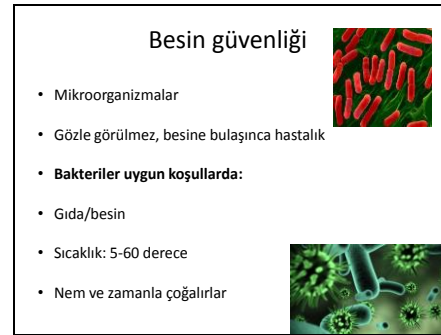 Besin güvenliği
• Mikroorganizmalar
• Gözle görülmez, besine bulaşınca hastalık
• Bakteriler uygun koşullarda:
• Gıda/besin
• Sıcaklık: 5-60 derece
• Nem ve zamanla çoğalırlar